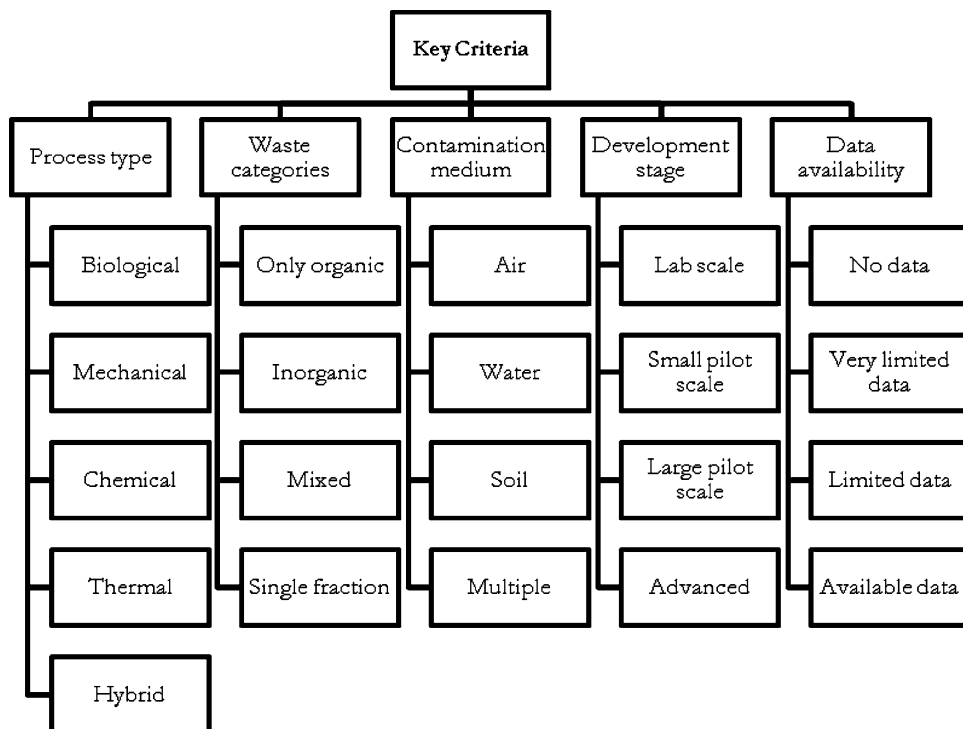 Key Criteria
Process type
Waste
categories
Contamination
medium
Development
stage
Data
availability
Biological
Only organic
Air
Lab scale
No data
Mechanical
Inorganic
Water
Small pilot
scale
Very limited
data
Chemical
Mixed
Soil
Large pilot
scale
Limited data
Thermal
Single fraction
Multiple
Advanced
Available data
Hybrid